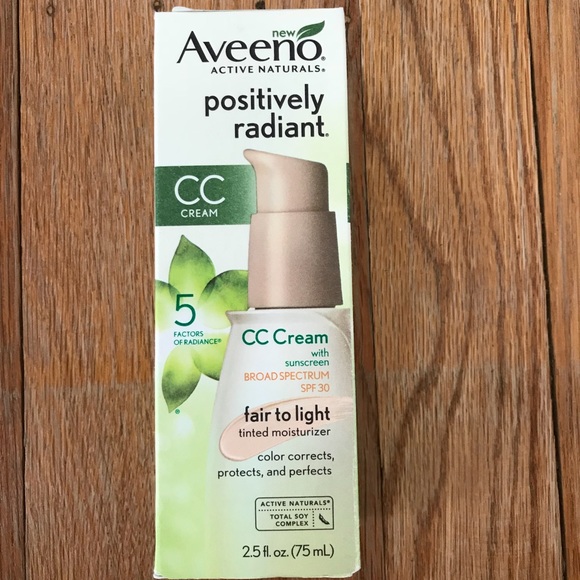 new
Aveeno®
ACTIVE NATURALS®
positively
radiant®
CC
CREAM
5
FACTORS
OF RADIANCE®
CC Cream
with
sunscreen
BROAD SPECTRUM
SPF 30
fair to light
tinted moisturizer
color corrects,
protects, and perfects
ACTIVE NATURALS®
TOTAL SOY
COMPLEX
2.5 fl. oz. (75 mL)